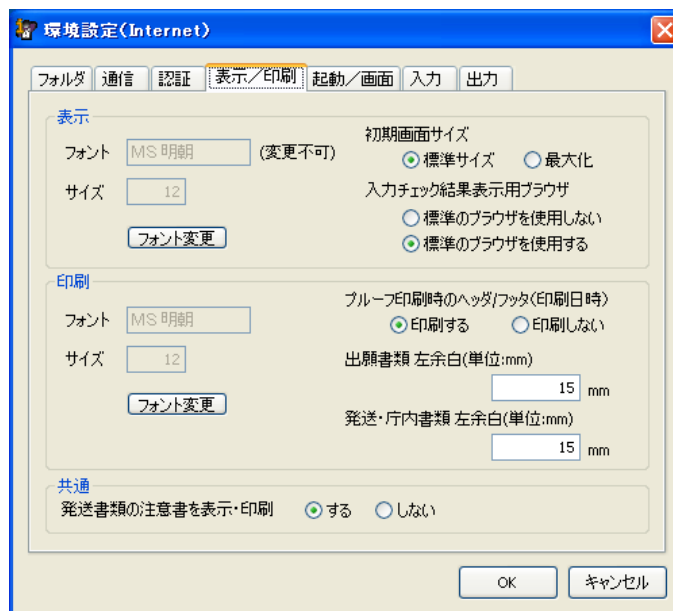 環境設定(Internet)
フォルダ 通信 認証 表示／印刷 起動／画面 入力 出力
表示
フォント MS 明朝 (変更不可)
サイズ 12
フォント変更
初期画面サイズ
標準サイズ 最大化
入力チェック結果表示用ブラウザ
標準のブラウザを使用しない
標準のブラウザを使用する
印刷
フォント MS 明朝
サイズ 12
フォント変更
プルーフ印刷時のヘッダ/フッタ(印刷日時)
印刷する 印刷しない
出願書類 左余白(単位:mm)
15 mm
発送・庁内書類 左余白(単位:mm)
15 mm
共通
発送書類の注意書を表示・印刷 する しない
OK キャンセル